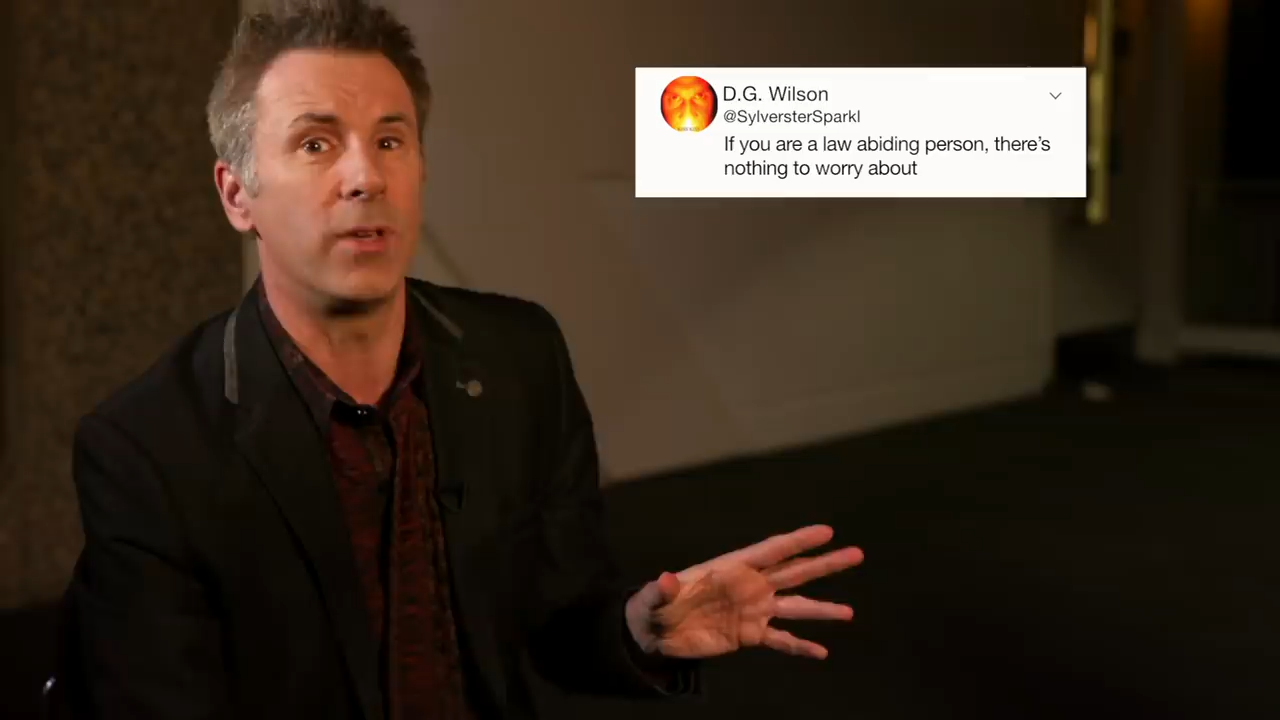 D.G. Wilson
@SylversterSparkl
If you are a law abiding person, there's
nothing to worry about